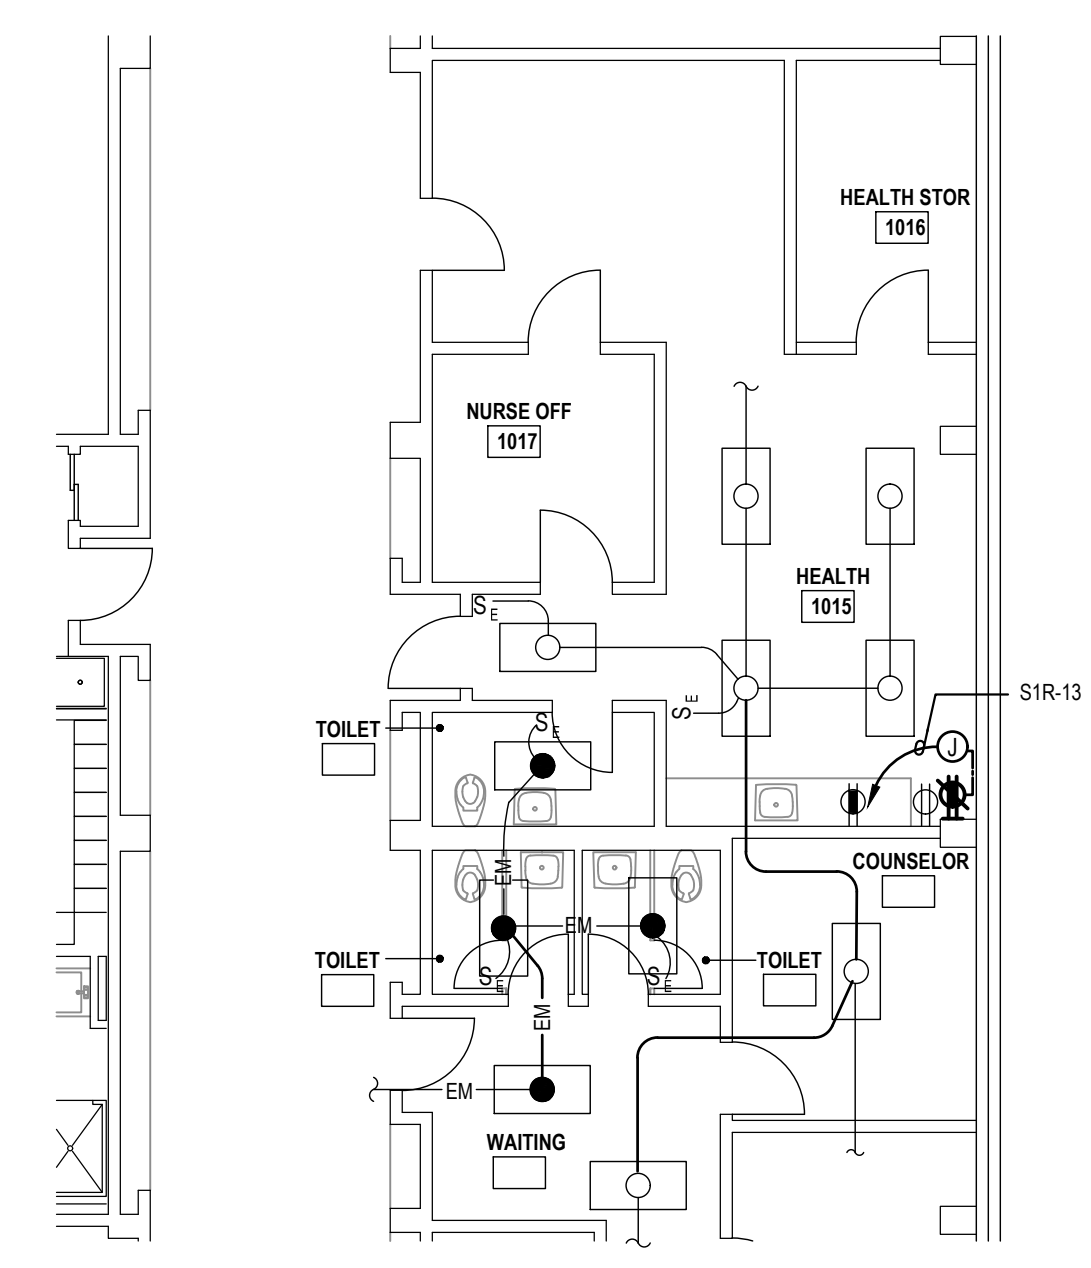 HEALTH STOR
1016
NURSE OFF
1017
HEALTH
1015
S E
S E
S1R-13
TOILET
S E
J
EM
COUNSELOR
EM
TOILET
TOILET
S E
S E
EM
EM
WAITING